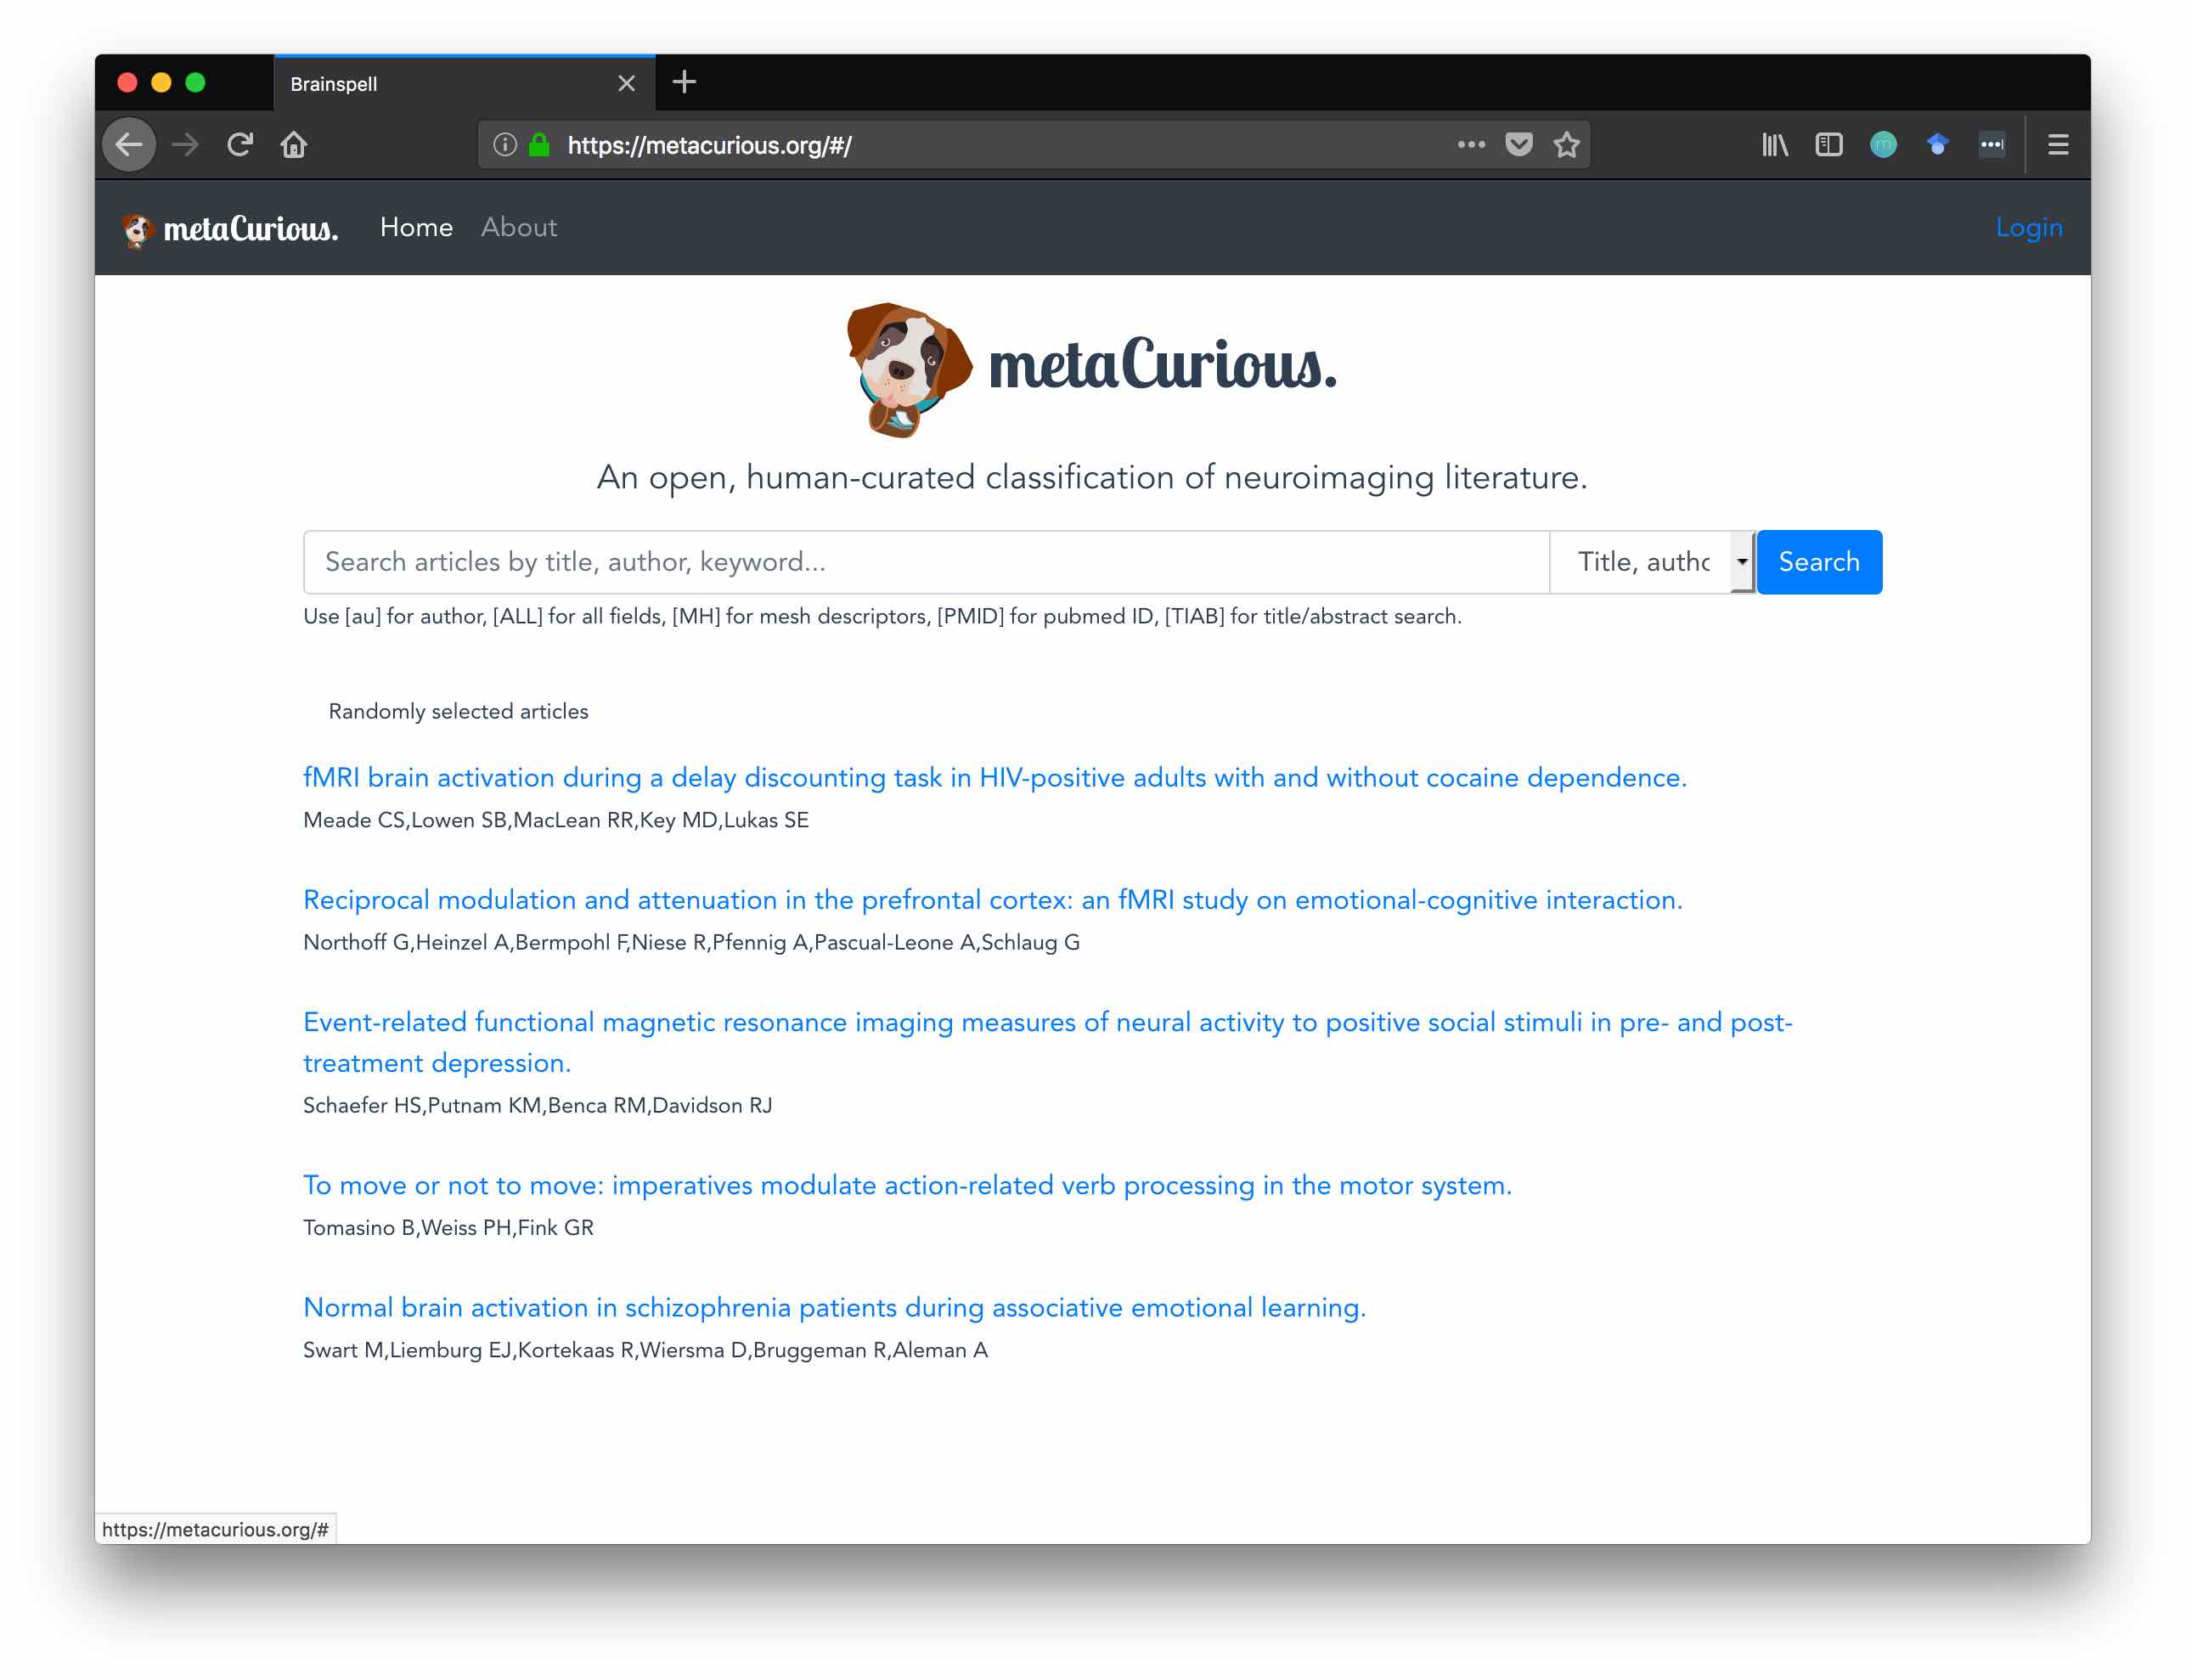 Brainspell
https://metacurious.org/#/
metaCurious. Home About Login
metaCurious.
An open, human-curated classification of neuroimaging literature.
Search articles by title, author, keyword... Title, autho Search
Use [au] for author, [ALL] for all fields, [MH] for mesh descriptors, [PMID] for pubmed ID, [TIAB] for title/abstract search.
Randomly selected articles
fMRI brain activation during a delay discounting task in HIV-positive adults with and without cocaine dependence.
Meade CS,Lowen SB,MacLean RR,Key MD,Lukas SE
Reciprocal modulation and attenuation in the prefrontal cortex: an fMRI study on emotional-cognitive interaction.
Northoff G,Heinzel A,Bermpohl F,Niese R,Pfennig A,Pascual-Leone A,Schlaug G
Event-related functional magnetic resonance imaging measures of neural activity to positive social stimuli in pre- and post-
treatment depression.
Schaefer HS,Putnam KM,Benca RM,Davidson RJ
To move or not to move: imperatives modulate action-related verb processing in the motor system.
Tomasino B,Weiss PH,Fink GR
Normal brain activation in schizophrenia patients during associative emotional learning.
Swart M,Liemburg EJ,Kortekaas R,Wiersma D,Bruggeman R,Aleman A
https://metacurious.org/#